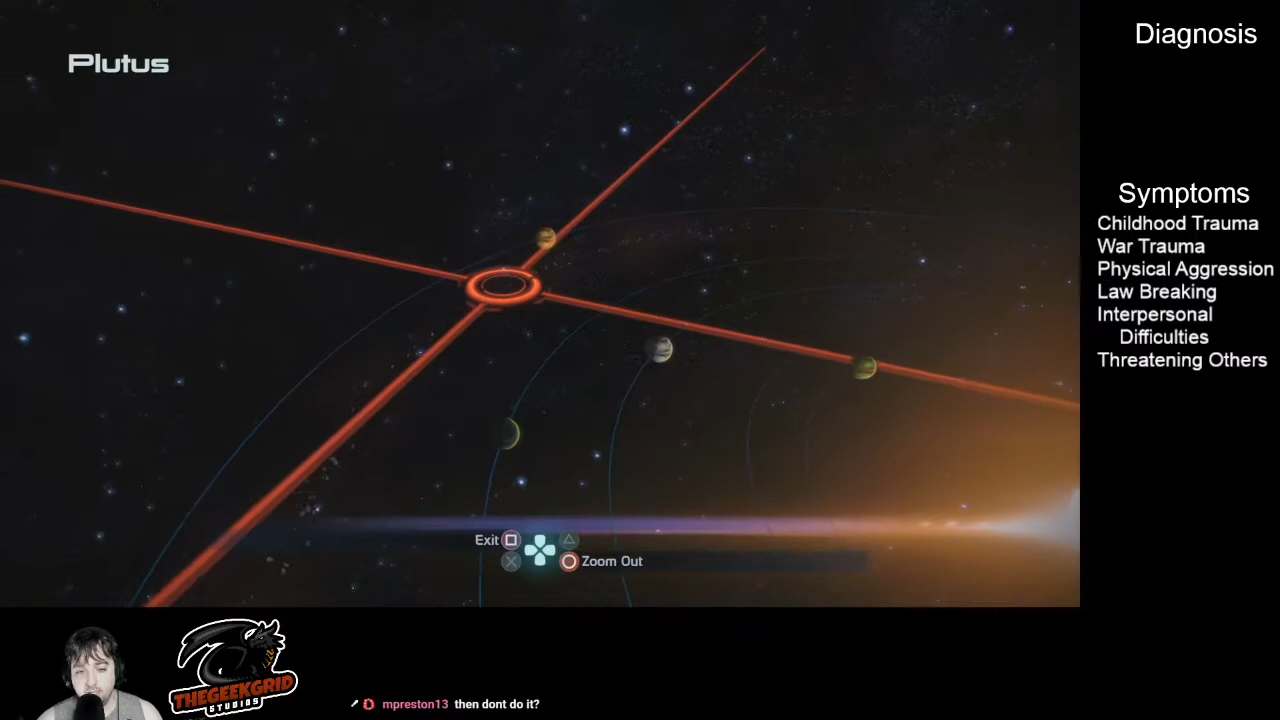 Plutus
Diagnosis
Symptoms
Childhood Trauma
War Trauma
Physical Aggression
Law Breaking
Interpersonal
Difficulties
Threatening Others
Exit
Zoom Out
THEGEEKGRID
STUDIOS
mpreston13 then dont do it?